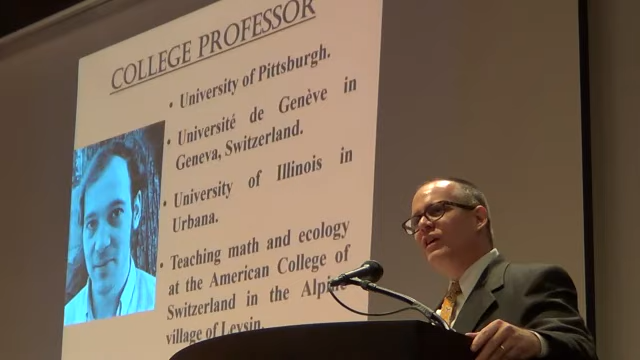 COLLEGE PROFESSOR
• University of Pittsburgh.
• Université de Genève in
Geneva, Switzerland.
• University of Illinois in
Urbana.
• Teaching math and ecology
at the American College of
Switzerland in the Alpine
village of Leysin.